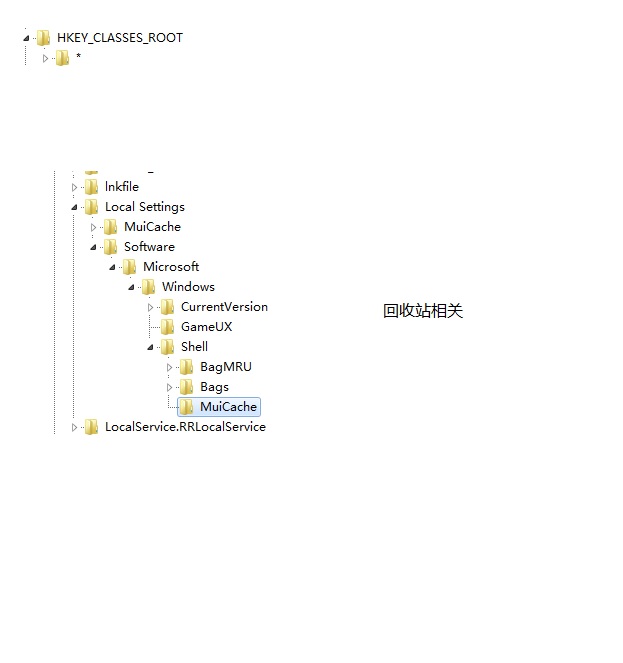 HKEY_CLASSES_ROOT
*
lnkfile
Local Settings
MuiCache
Software
Microsoft
Windows
CurrentVersion
GameUX
Shell
BagMRU
Bags
MuiCache
LocalService.RRLocalService
回收站相关